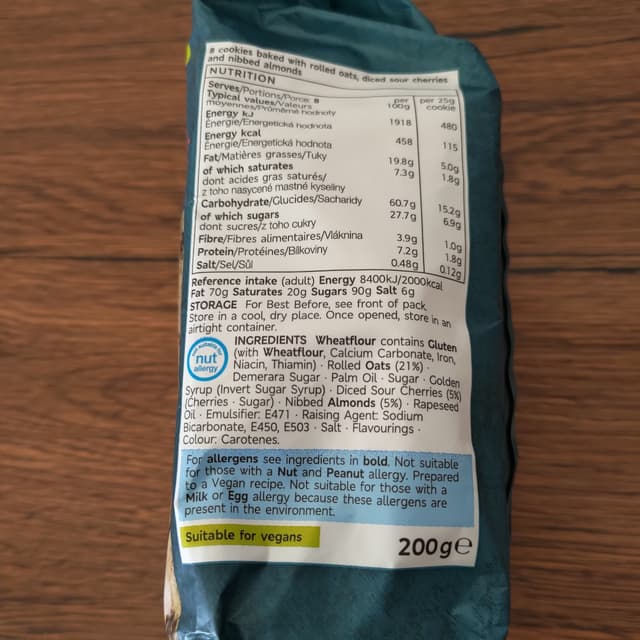 8 cookies baked with rolled oats, diced sour cherries
and nibbed almonds
NUTRITION
Serves/Portions/Porce: 8
Typical values/Valeurs
moyennes/Průměrné hodnoty
per
100g
per 25g
cookie
Energy kJ
Énergie/Energetická hodnota
1918
480
Energy kcal
Énergie/Energetická hodnota
458
115
Fat/Matières grasses/Tuky
19.8g
5.0g
of which saturates
dont acides gras saturés/
z toho nasycené mastné kyseliny
7.3g
1.8g
Carbohydrate/Glucides/Sacharidy
60.7g
15.2g
of which sugars
dont sucres/z toho cukry
27.7g
6.9g
Fibre/Fibres alimentaires/Vláknina
3.9g
1.0g
Protein/Protéines/Bílkoviny
7.2g
1.8g
Salt/Sel/Sůl
0.48g
0.12g
Reference intake (adult) Energy 8400kJ/2000kcal
Fat 70g Saturates 20g Sugars 90g Salt 6g
STORAGE For Best Before, see front of pack.
Store in a cool, dry place. Once opened, store in an
airtight container.
not suitable for
nut
allergy
INGREDIENTS Wheatflour contains Gluten
(with Wheatflour, Calcium Carbonate, Iron,
Niacin, Thiamin) · Rolled Oats (21%) ·
Demerara Sugar · Palm Oil · Sugar · Golden
Syrup (Invert Sugar Syrup) · Diced Sour Cherries (5%)
(Cherries · Sugar) · Nibbed Almonds (5%) · Rapeseed
Oil · Emulsifier: E471 · Raising Agent: Sodium
Bicarbonate, E450, E503 · Salt · Flavourings ·
Colour: Carotenes.
For allergens see ingredients in bold. Not suitable
for those with a Nut and Peanut allergy. Prepared
to a Vegan recipe. Not suitable for those with a
Milk or Egg allergy because these allergens are
present in the environment.
Suitable for vegans
200g℮